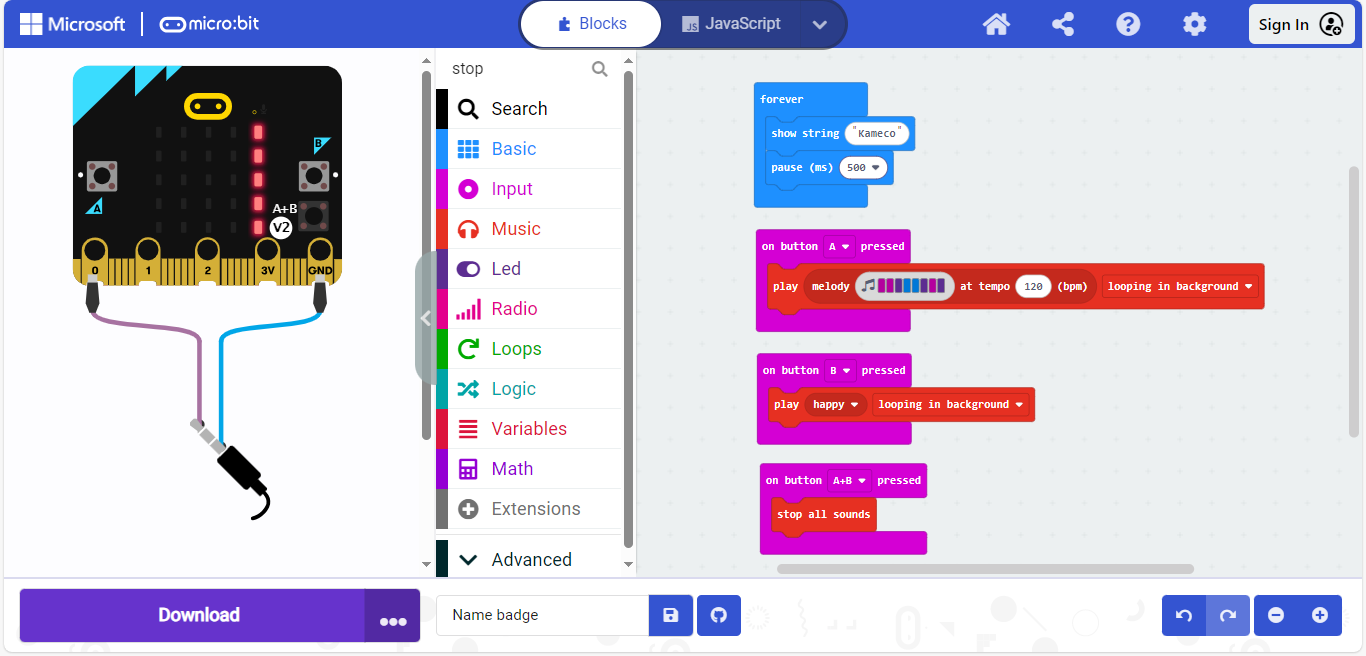 Microsoft
micro:bit
Blocks
JS JavaScript
Sign In
B
A
A+B
V2
0 1 2 3V GND
stop
Search
Basic
Input
Music
Led
Radio
Loops
Logic
Variables
Math
Extensions
Advanced
forever
show string "Kameco"
pause (ms) 500
on button A pressed
play melody at tempo 120 (bpm) looping in background
on button B pressed
play happy looping in background
on button A+B pressed
stop all sounds
Download
Name badge